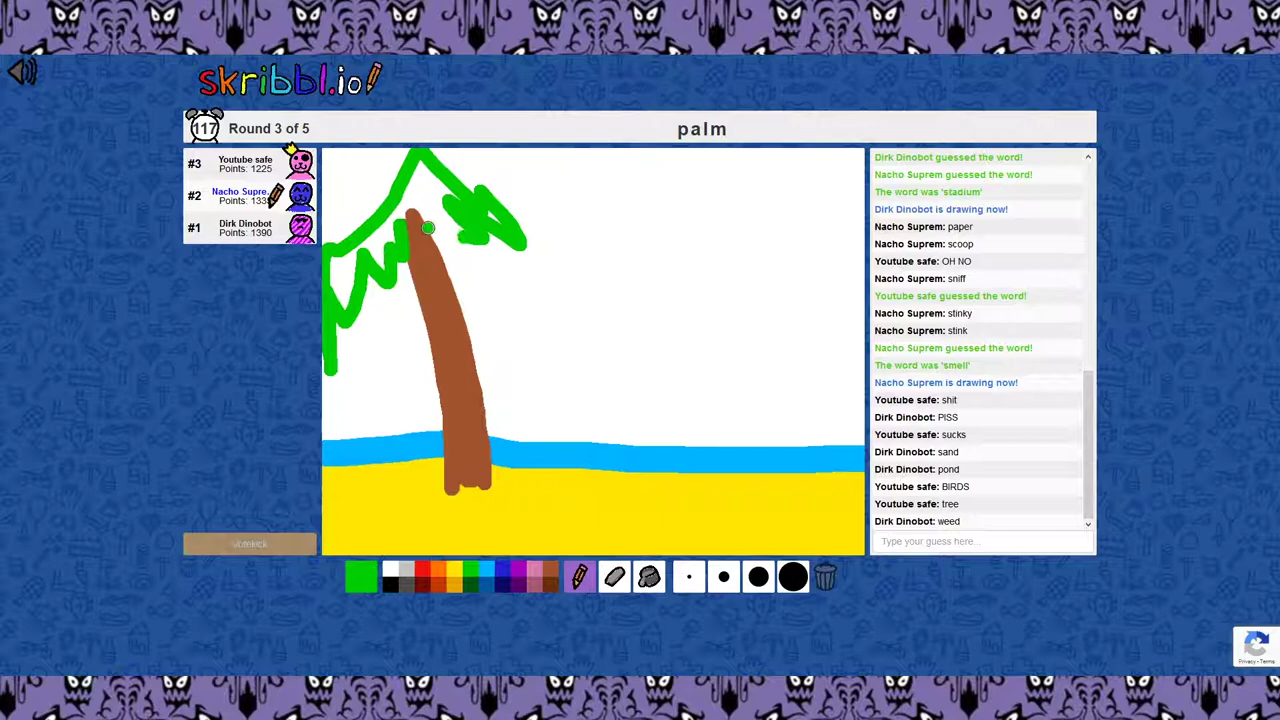 skribbl.io
117
Round 3 of 5
palm
#3
Youtube safe
Points: 1225
#2
Nacho Supre
#1
Dirk Dinobot
Points: 1390
Votekick
Dirk Dinobot guessed the word!
Nacho Suprem guessed the word!
The word was 'stadium'
Dirk Dinobot is drawing now!
Nacho Suprem: paper
Nacho Suprem: scoop
Youtube safe: OH NO
Nacho Suprem: sniff
Youtube safe guessed the word!
Nacho Suprem: stinky
Nacho Suprem: stink
Nacho Suprem guessed the word!
The word was 'smell'
Nacho Suprem is drawing now!
Youtube safe: shit
Dirk Dinobot: PISS
Youtube safe: sucks
Dirk Dinobot: sand
Dirk Dinobot: pond
Youtube safe: BIRDS
Youtube safe: tree
Dirk Dinobot: weed
Type your guess here...
Privacy - Terms